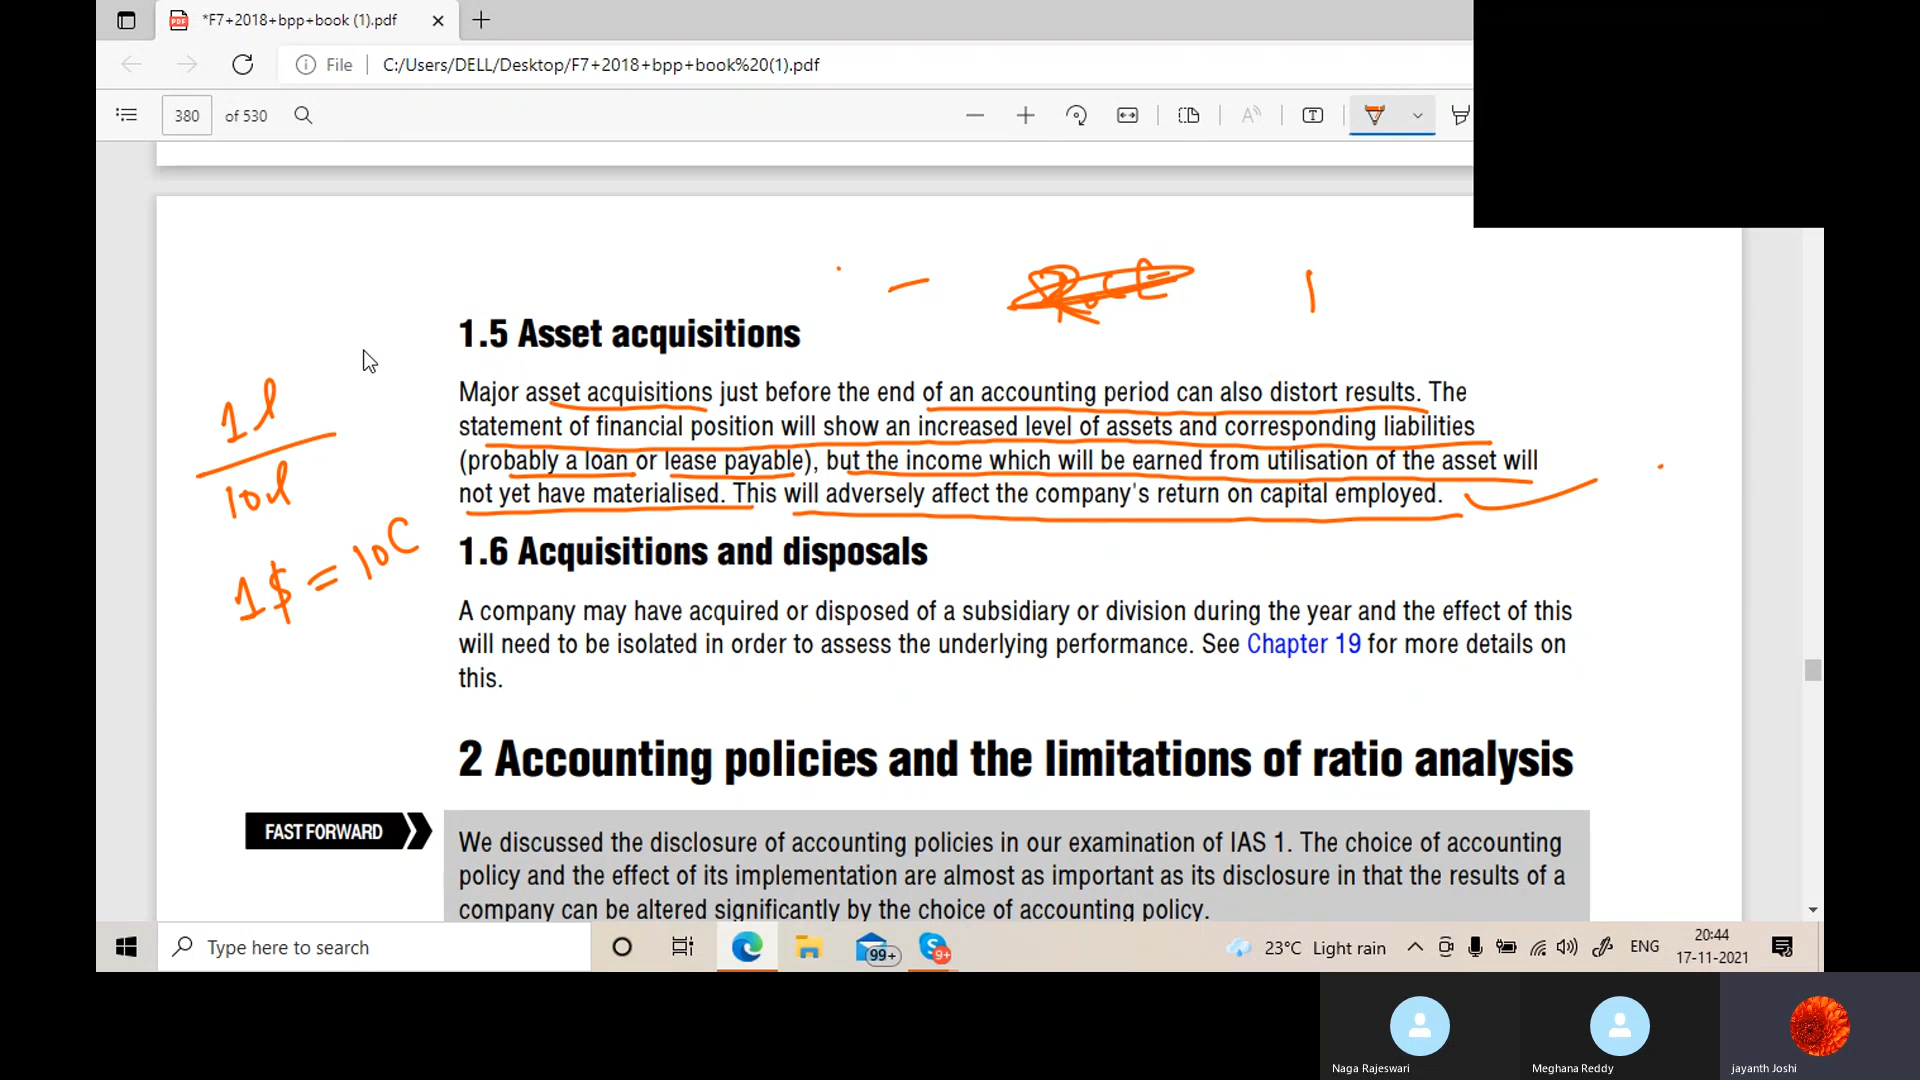 *F7+2018+bpp+book (1).pdf
File
C:/Users/DELL/Desktop/F7+2018+bpp+book%20(1).pdf
380 of 530
1.5 Asset acquisitions
Major asset acquisitions just before the end of an accounting period can also distort results. The
statement of financial position will show an increased level of assets and corresponding liabilities
(probably a loan or lease payable), but the income which will be earned from utilisation of the asset will
not yet have materialised. This will adversely affect the company's return on capital employed.
1l
10l
1$ = 10C
1.6 Acquisitions and disposals
A company may have acquired or disposed of a subsidiary or division during the year and the effect of this
will need to be isolated in order to assess the underlying performance. See Chapter 19 for more details on
this.
2 Accounting policies and the limitations of ratio analysis
FAST FORWARD
We discussed the disclosure of accounting policies in our examination of IAS 1. The choice of accounting
policy and the effect of its implementation are almost as important as its disclosure in that the results of a
company can be altered significantly by the choice of accounting policy.
Type here to search
99+
9+
23°C Light rain
ENG
20:44
17-11-2021
Naga Rajeswari
Meghana Reddy
jayanth Joshi